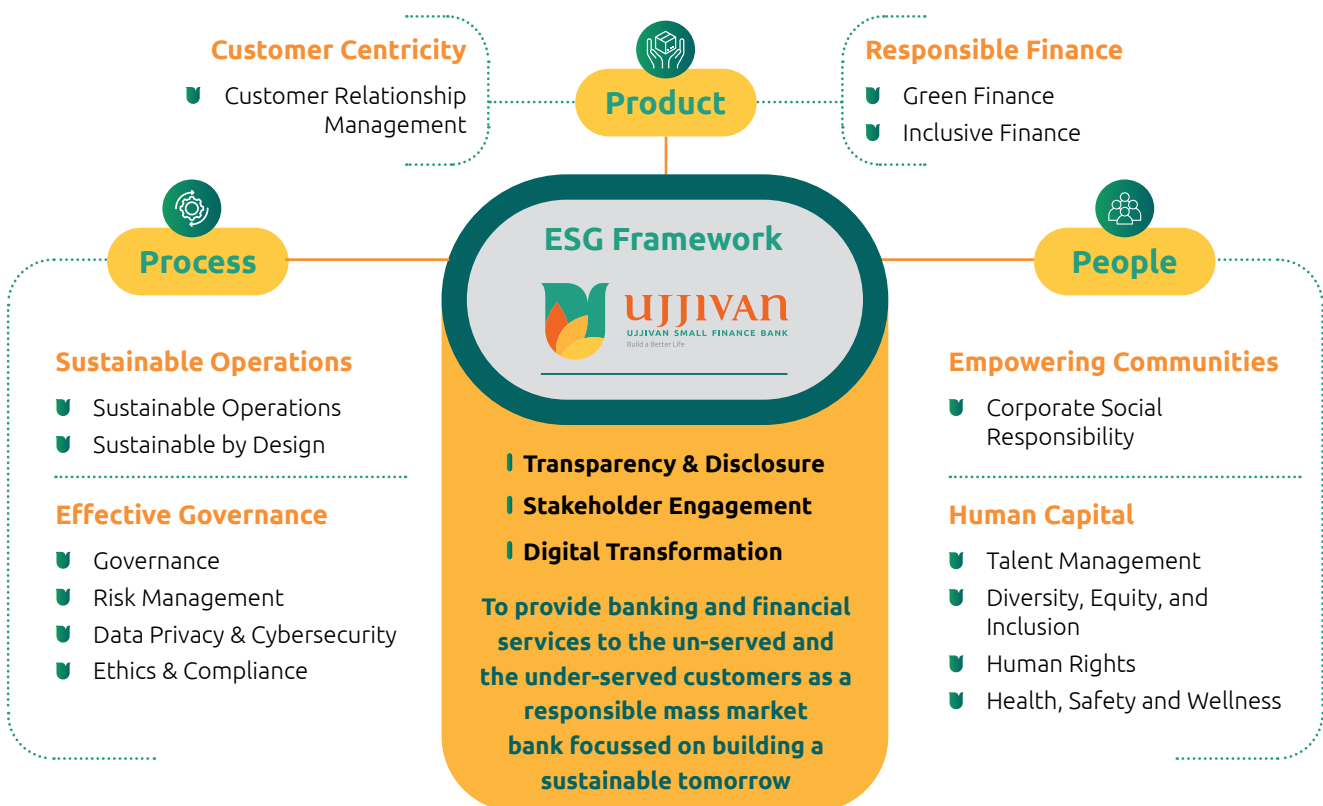 Customer Centricity
Customer Relationship
Management
Product
Responsible Finance
Green Finance
Inclusive Finance
Process
Sustainable Operations
Sustainable Operations
Sustainable by Design
Effective Governance
Governance
Risk Management
Data Privacy & Cybersecurity
Ethics & Compliance
ESG Framework
UJJIVAN
UJJIVAN SMALL FINANCE BANK
Build a Better Life
Transparency & Disclosure
Stakeholder Engagement
Digital Transformation
To provide banking and financial
services to the un-served and
the under-served customers as a
responsible mass market
bank focussed on building a
sustainable tomorrow
People
Empowering Communities
Corporate Social
Responsibility
Human Capital
Talent Management
Diversity, Equity, and
Inclusion
Human Rights
Health, Safety and Wellness